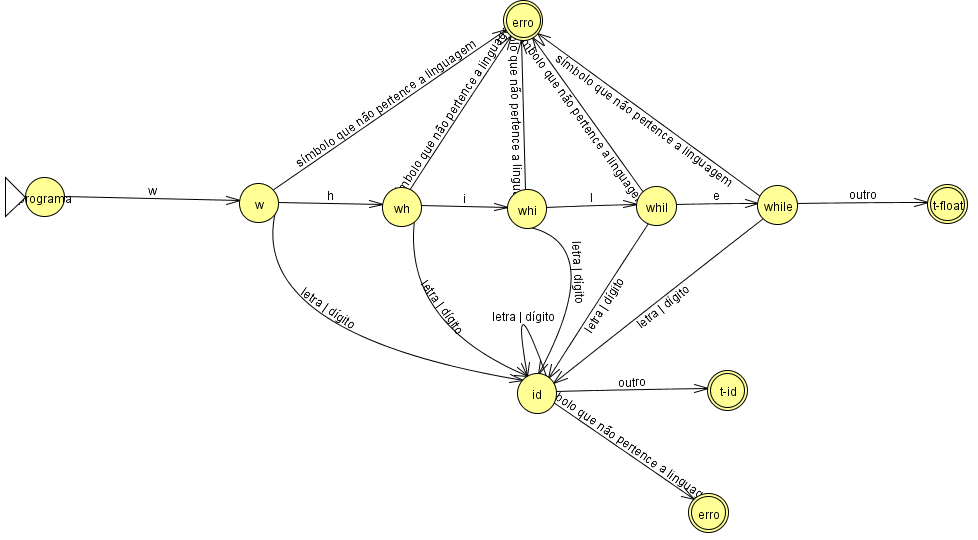 erro
símbolo que não pertence a linguagem
mbolo que não pertence a linguag
olo que não pertence a lingu
mbolo que não pertence a linguage
símbolo que não pertence a linguagem
rograma
w
w
h
wh
i
whi
l
whil
e
while
outro
t-float
letra | dígito
letra | dígito
letra | dígito
letra | dígito
letra | dígito
letra | dígito
id
outro
t-id
bolo que não pertence a linguag
erro